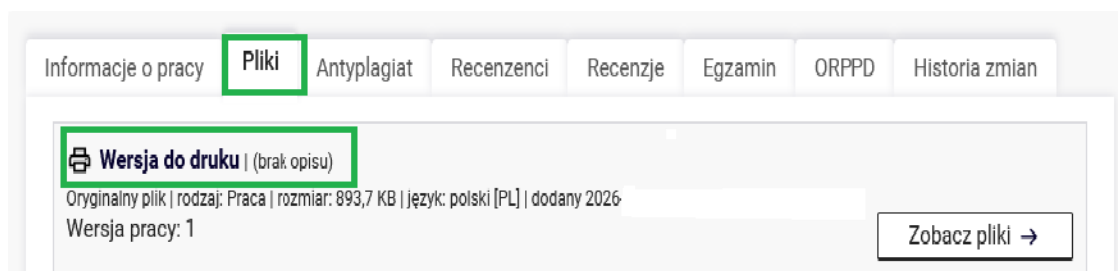 Informacje o pracy Pliki Antyplagiat Recenzenci Recenzje Egzamin ORPPD Historia zmian
Wersja do druku | (brak opisu)
Oryginalny plik | rodzaj: Praca | rozmiar: 893,7 KB | język: polski [PL] | dodany 2026-
Wersja pracy: 1
Zobacz pliki →